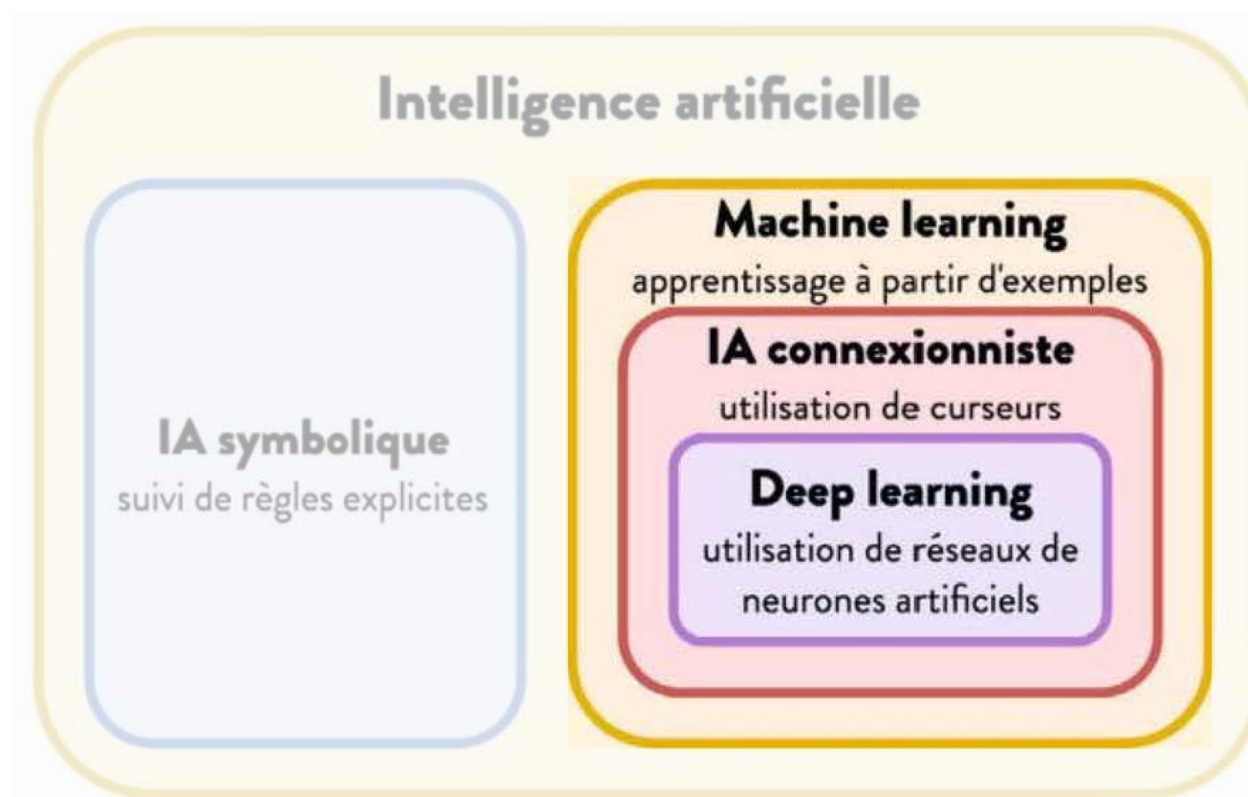 Intelligence artificielle
IA symbolique
suivi de règles explicites
Machine learning
apprentissage à partir d'exemples
IA connexionniste
utilisation de curseurs
Deep learning
utilisation de réseaux de
neurones artificiels